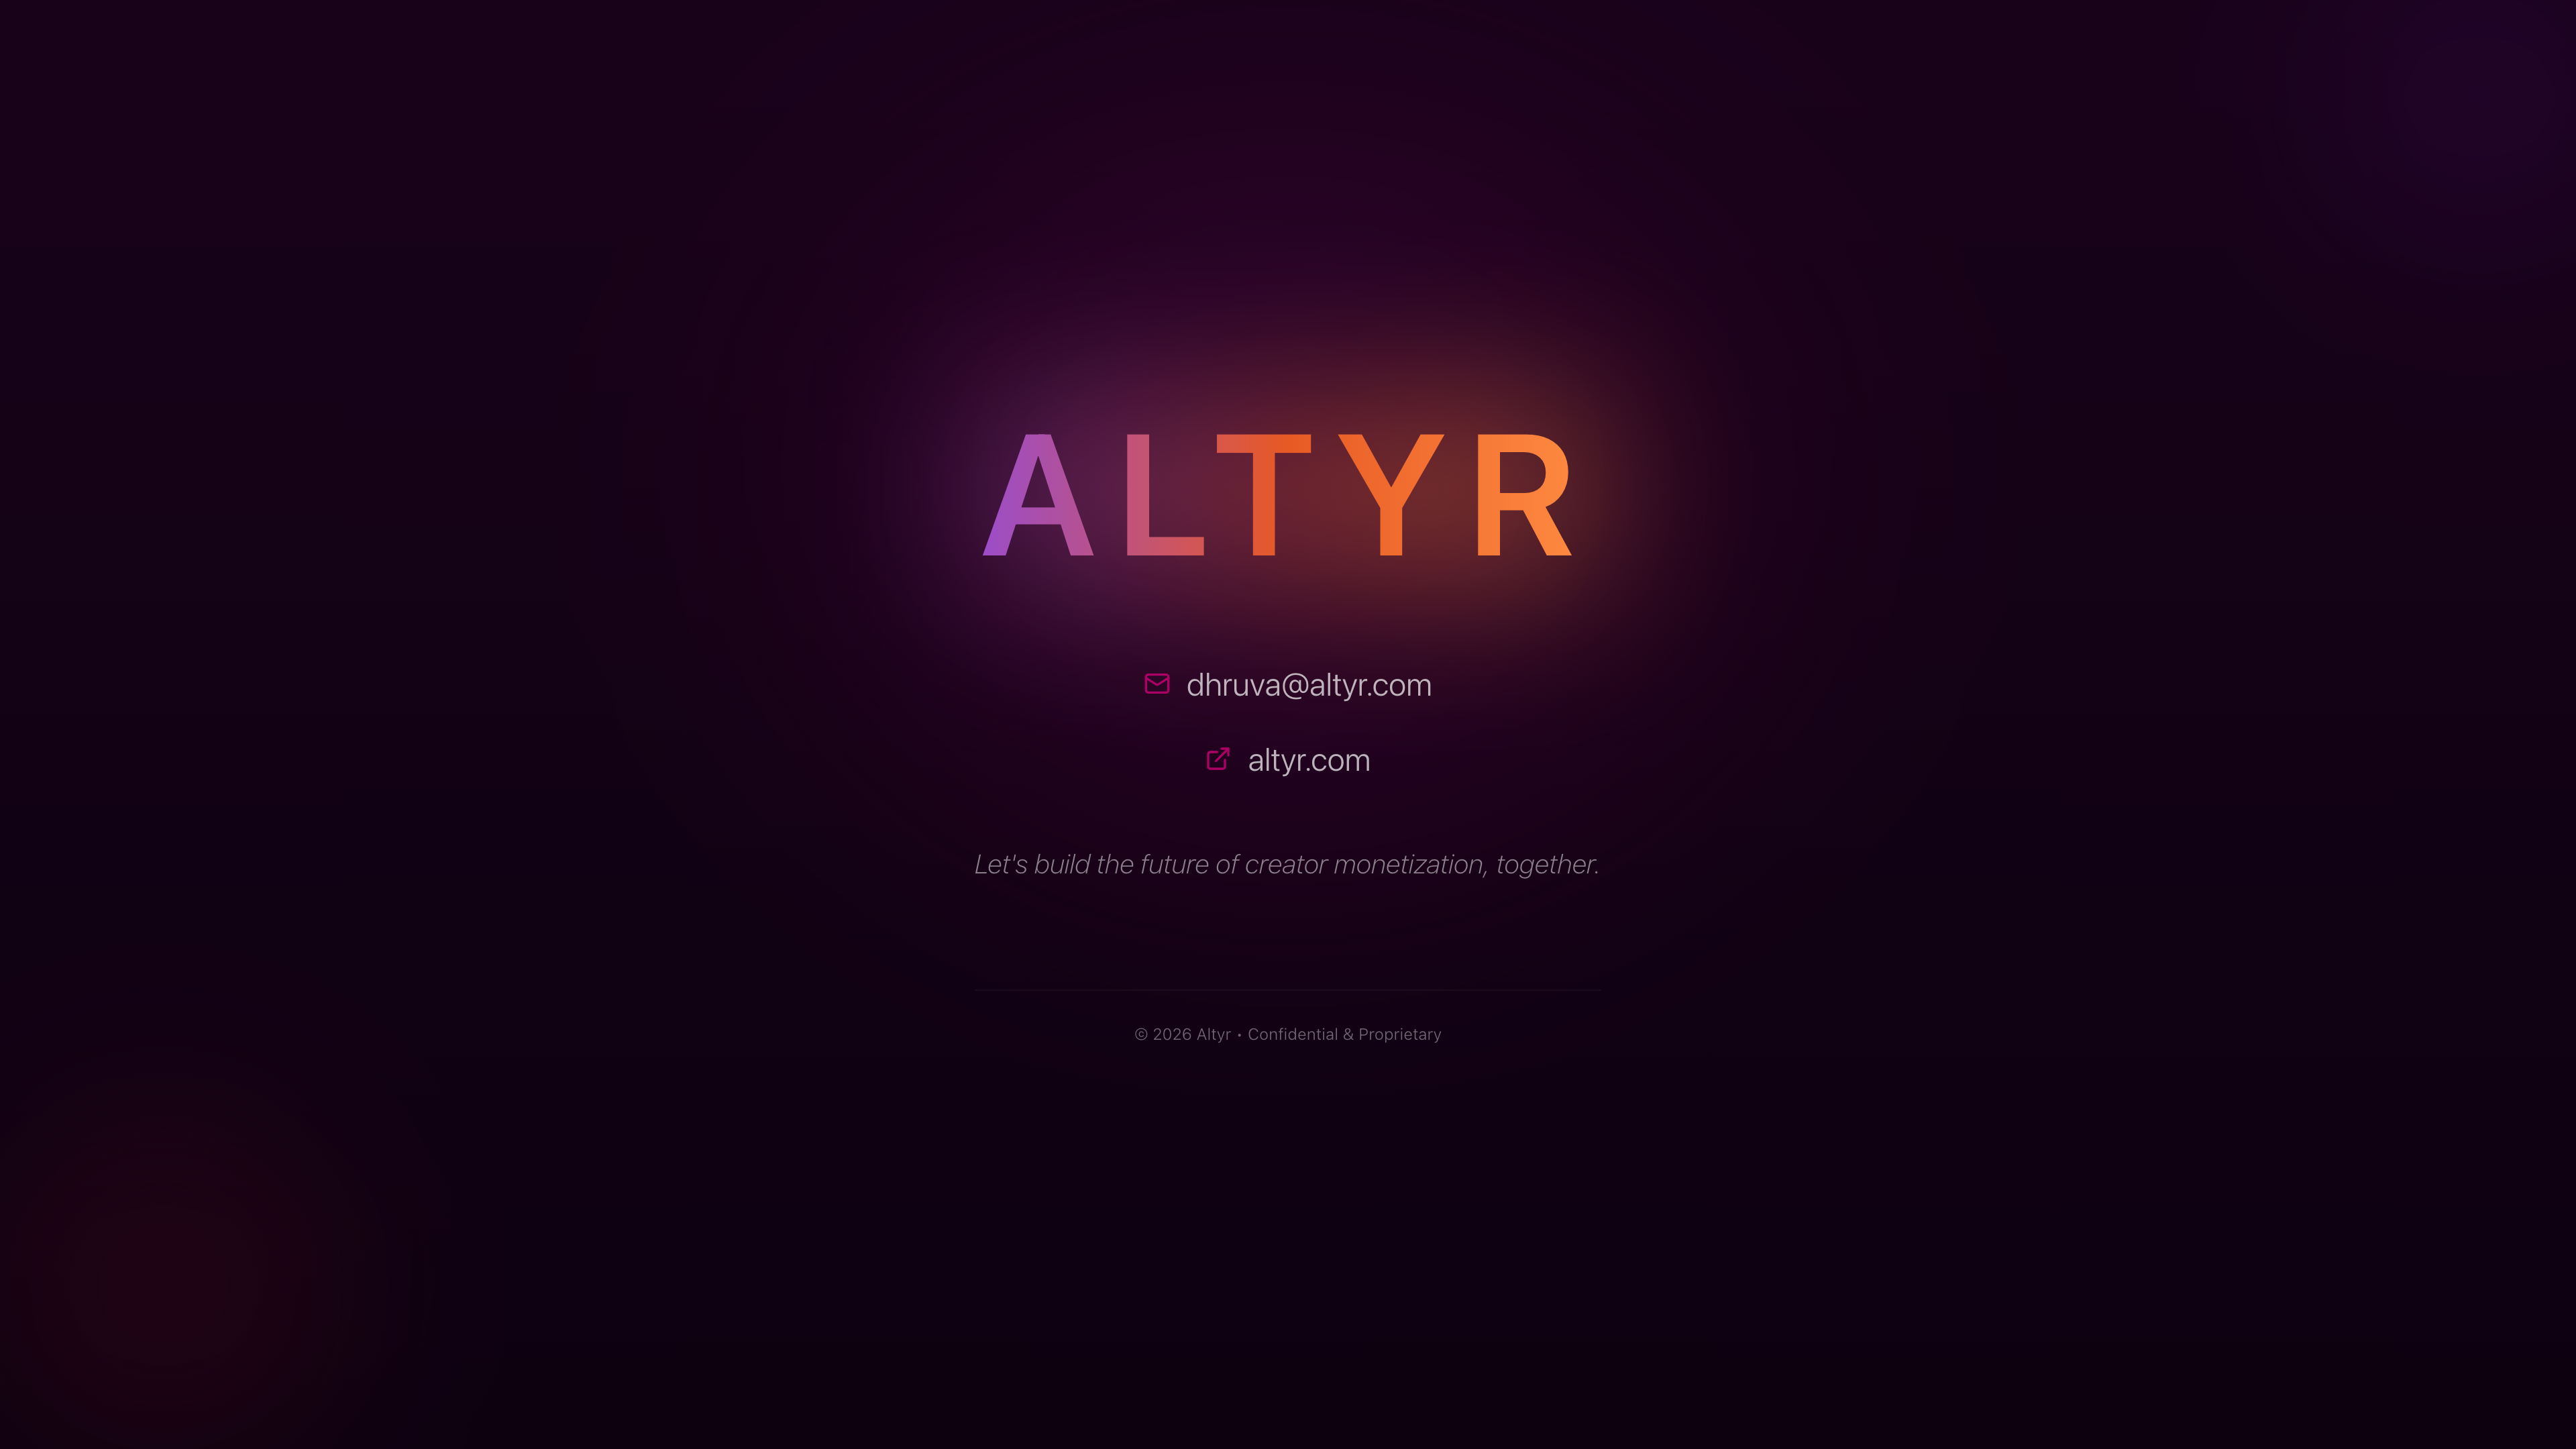 ALTYR
dhruva@altyr.com
altyr.com
Let's build the future of creator monetization, together.
© 2026 Altyr • Confidential & Proprietary